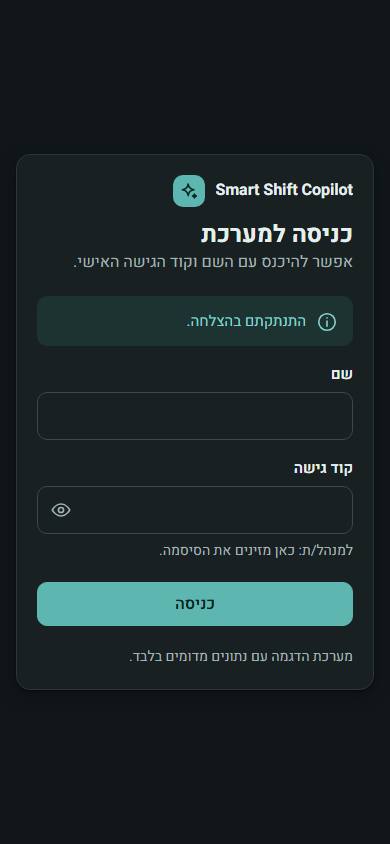 Smart Shift Copilot
כניסה למערכת
אפשר להיכנס עם השם וקוד הגישה האישי.
התנתקתם בהצלחה.
שם
קוד גישה
למנהל/ת: כאן מזינים את הסיסמה.
כניסה
מערכת הדגמה עם נתונים מדומים בלבד.